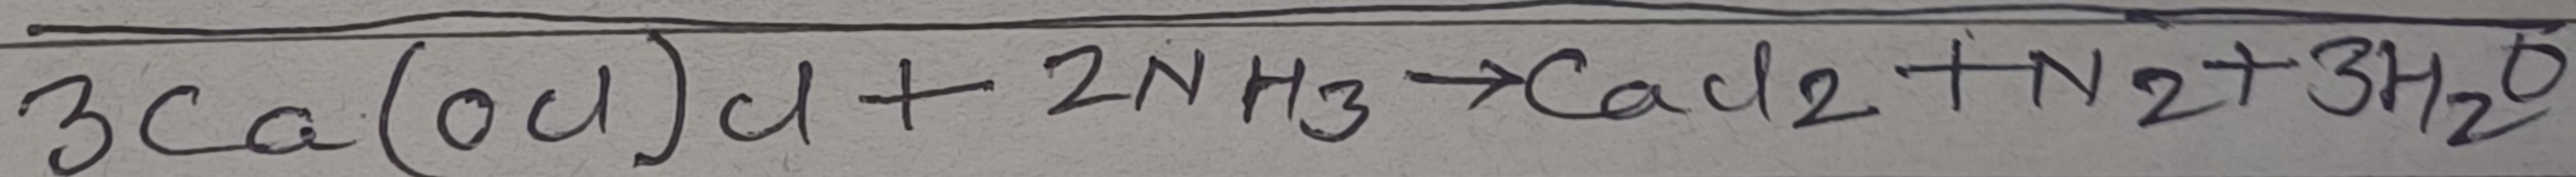 3Ca(OCl)Cl + 2NH3 → CaCl2 + N2 + 3H2O